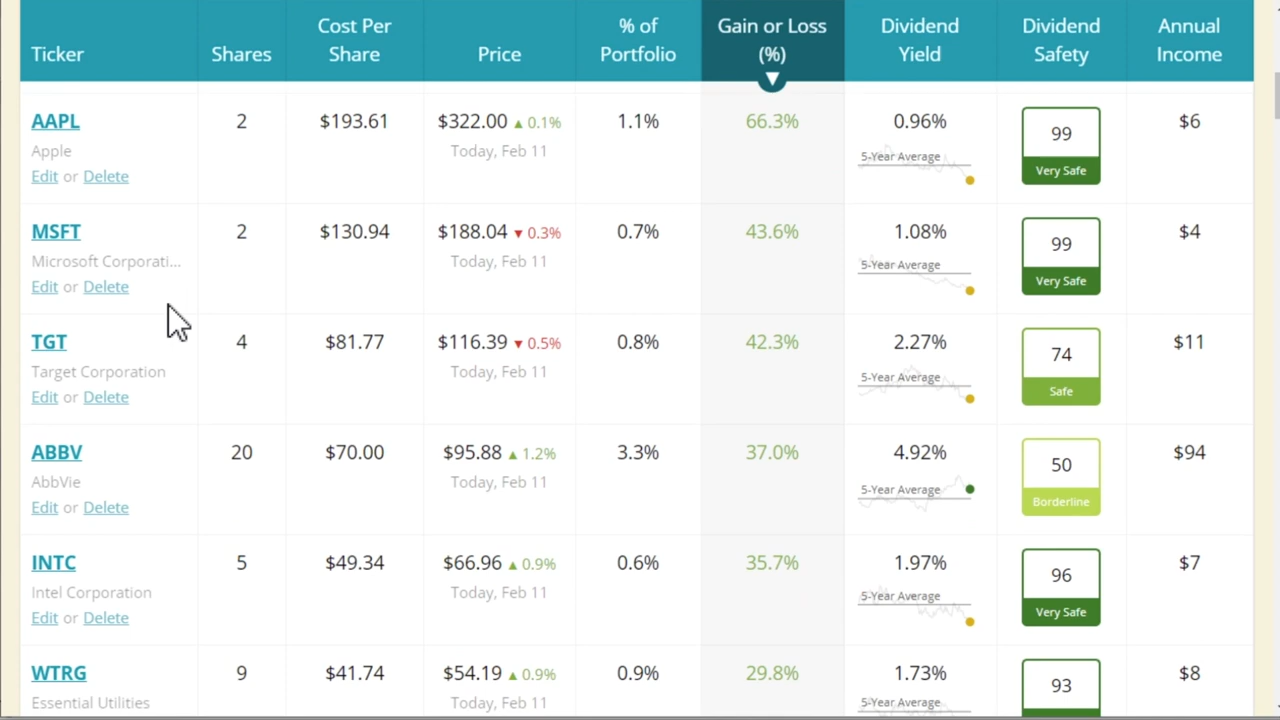 Ticker Shares Cost Per Share Price % of Portfolio Gain or Loss (%) Dividend Yield Dividend Safety Annual Income
AAPL 2 $193.61 $322.00 ▲ 0.1% 1.1% 66.3% 0.96% 99 $6
Apple Today, Feb 11 5-Year Average
Edit or Delete Very Safe
MSFT 2 $130.94 $188.04 ▼ 0.3% 0.7% 43.6% 1.08% 99 $4
Microsoft Corporati... Today, Feb 11 5-Year Average
Edit or Delete Very Safe
TGT 4 $81.77 $116.39 ▼ 0.5% 0.8% 42.3% 2.27% 74 $11
Target Corporation Today, Feb 11 5-Year Average
Edit or Delete Safe
ABBV 20 $70.00 $95.88 ▲ 1.2% 3.3% 37.0% 4.92% 50 $94
AbbVie Today, Feb 11 5-Year Average
Edit or Delete Borderline
INTC 5 $49.34 $66.96 ▲ 0.9% 0.6% 35.7% 1.97% 96 $7
Intel Corporation Today, Feb 11 5-Year Average
Edit or Delete Very Safe
WTRG 9 $41.74 $54.19 ▲ 0.9% 0.9% 29.8% 1.73% 93 $8
Essential Utilities Today, Feb 11 5-Year Average